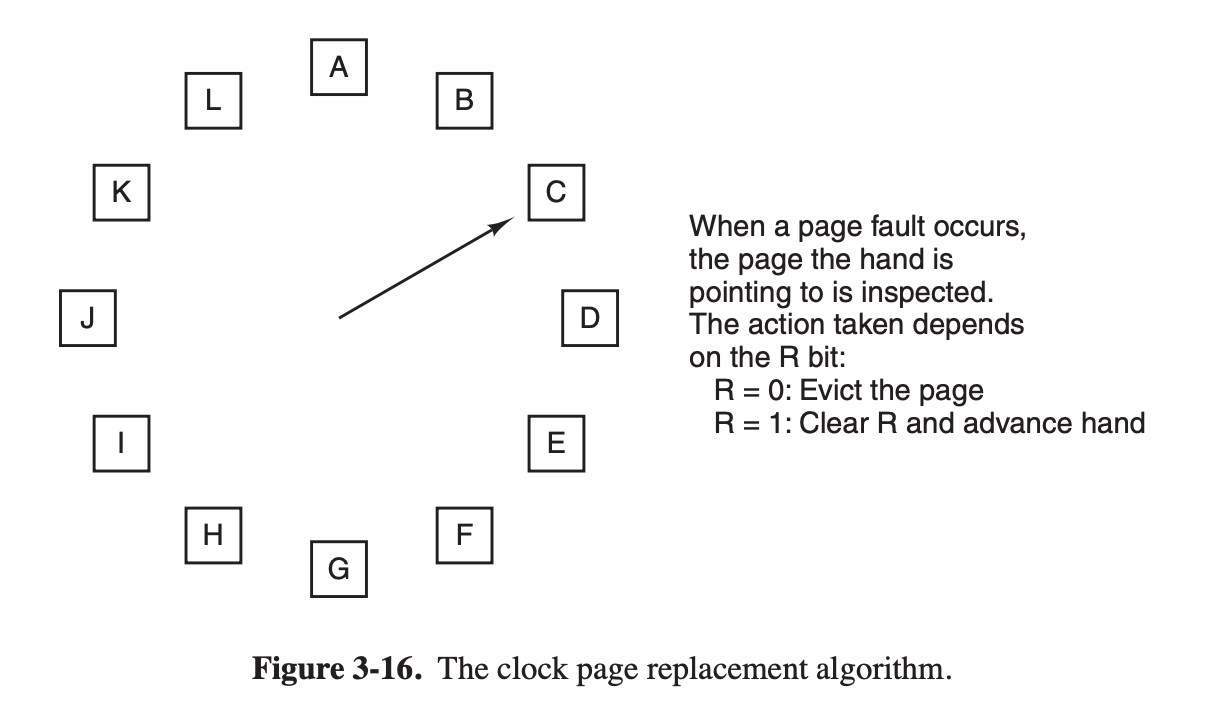 A
L
B
K
C
When a page fault occurs,
the page the hand is
pointing to is inspected.
J
D
The action taken depends
on the R bit:
R = 0: Evict the page
R = 1: Clear R and advance hand
I
E
H
F
G
Figure 3-16. The clock page replacement algorithm.